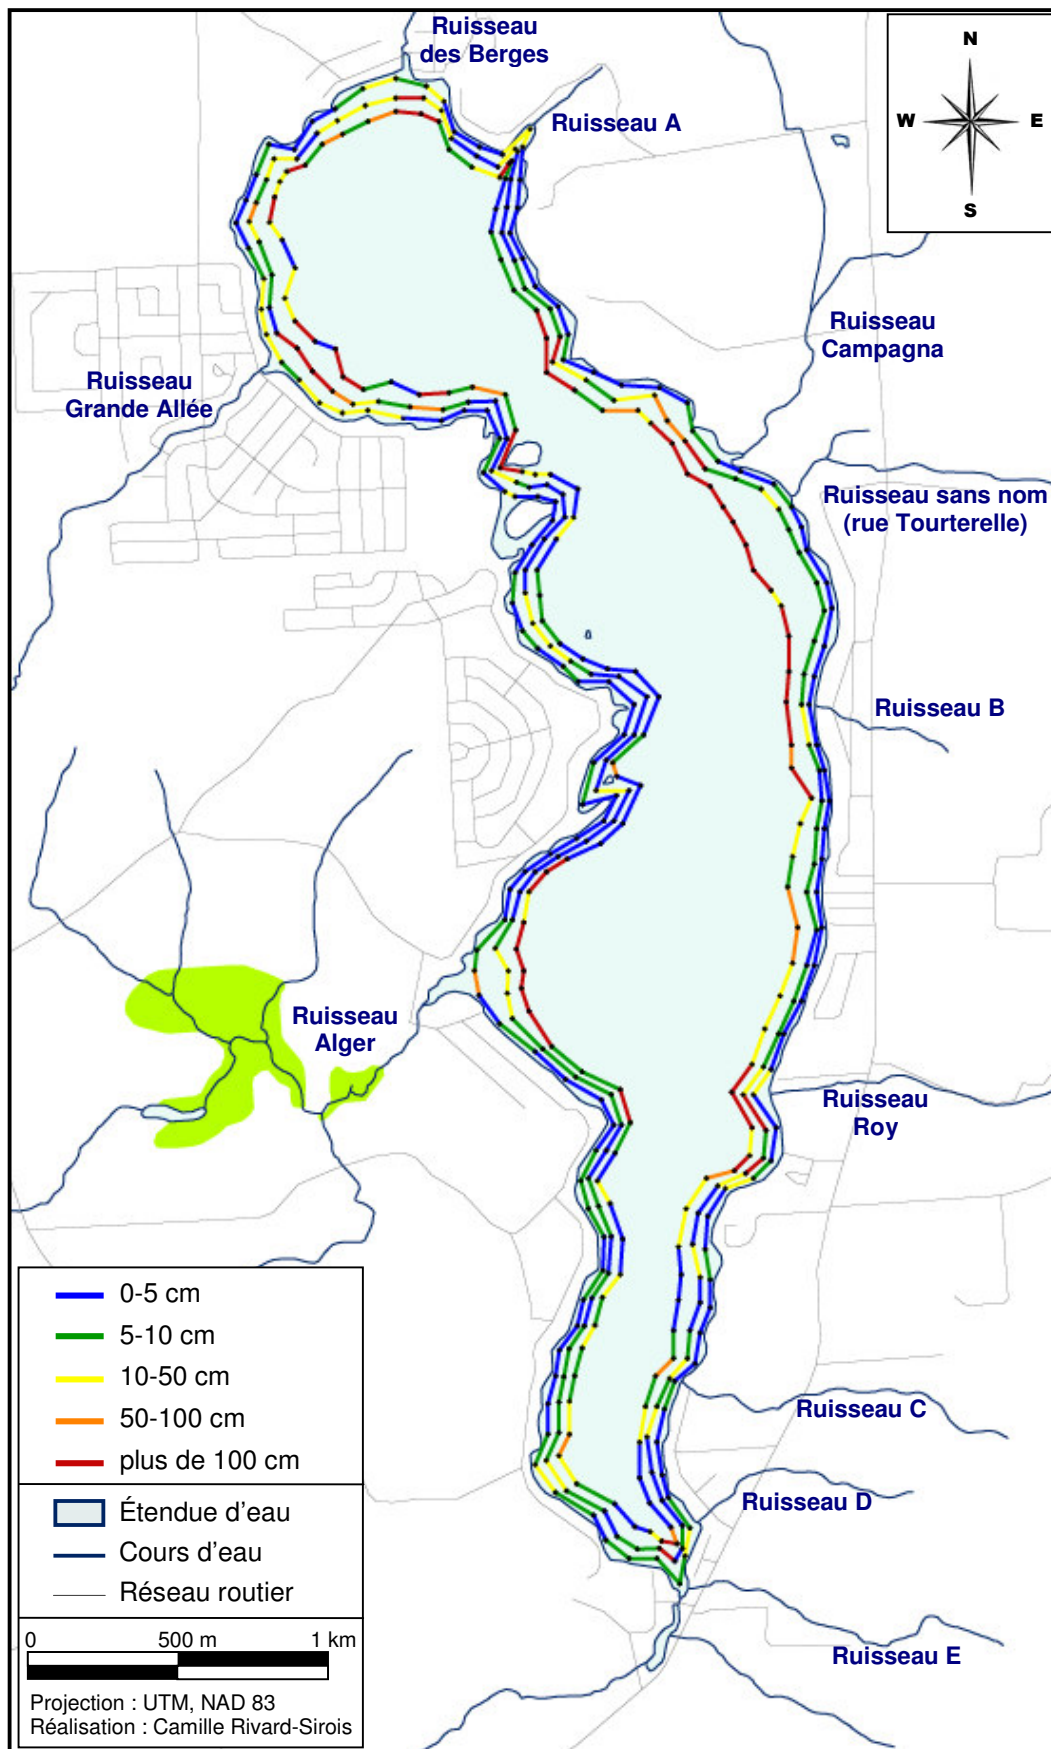 Ruisseau
des Berges
N
W
E
S
Ruisseau A
Ruisseau
Campagna
Ruisseau
Grande Allée
Ruisseau sans nom
(rue Tourterelle)
Ruisseau B
Ruisseau
Alger
Ruisseau
Roy
0-5 cm
5-10 cm
10-50 cm
50-100 cm
plus de 100 cm
Ruisseau C
Ruisseau D
Étendue d'eau
Cours d'eau
Réseau routier
0 500 m 1 km
Ruisseau E
Projection : UTM, NAD 83
Réalisation : Camille Rivard-Sirois